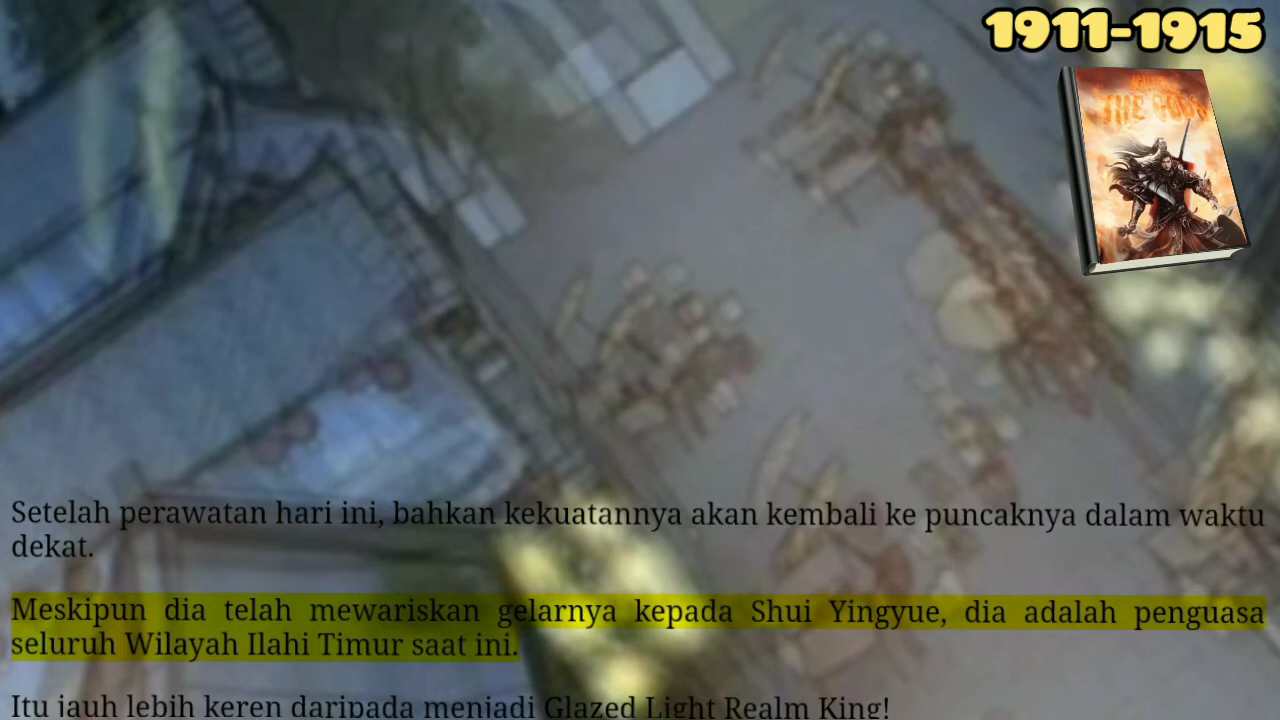 1911-1915
THE GODS
Setelah perawatan hari ini, bahkan kekuatannya akan kembali ke puncaknya dalam waktu
dekat.
Meskipun dia telah mewariskan gelarnya kepada Shui Yingyue, dia adalah penguasa
seluruh Wilayah Ilahi Timur saat ini.
Itu jauh lebih keren daripada menjadi Glazed Light Realm King!